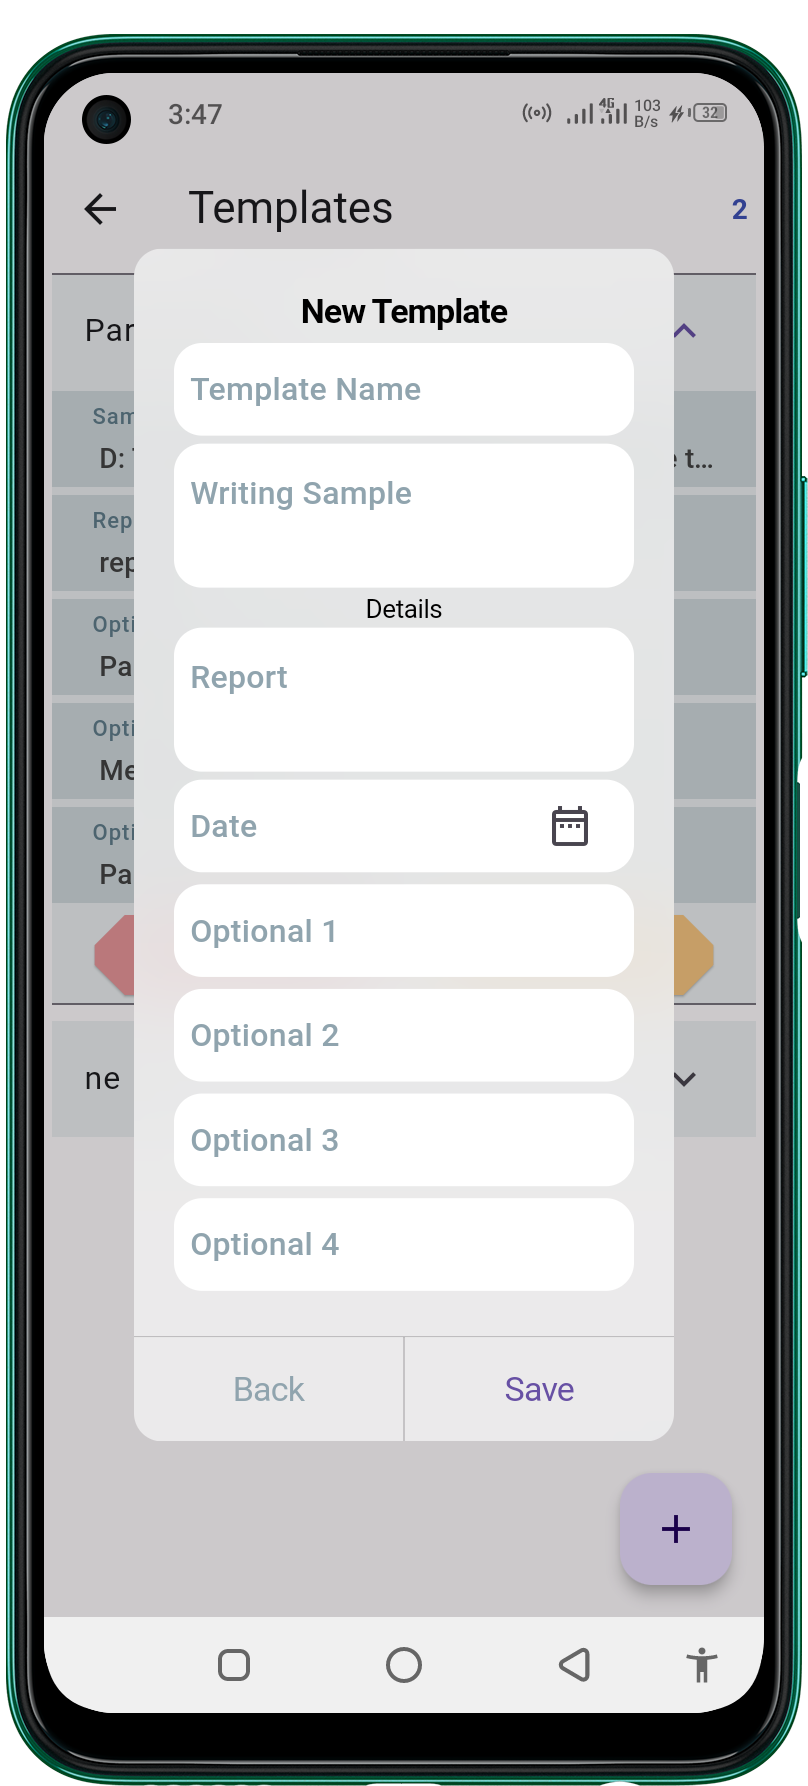 3:47
4G
103
B/s
32
Templates
2
New Template
Template Name
Writing Sample
Details
Report
Date
Optional 1
Optional 2
Optional 3
Optional 4
Back
Save
Par
Sam
D:
t...
Rep
rep
Opti
Pa
Opti
Me
Opti
Pa
ne
+